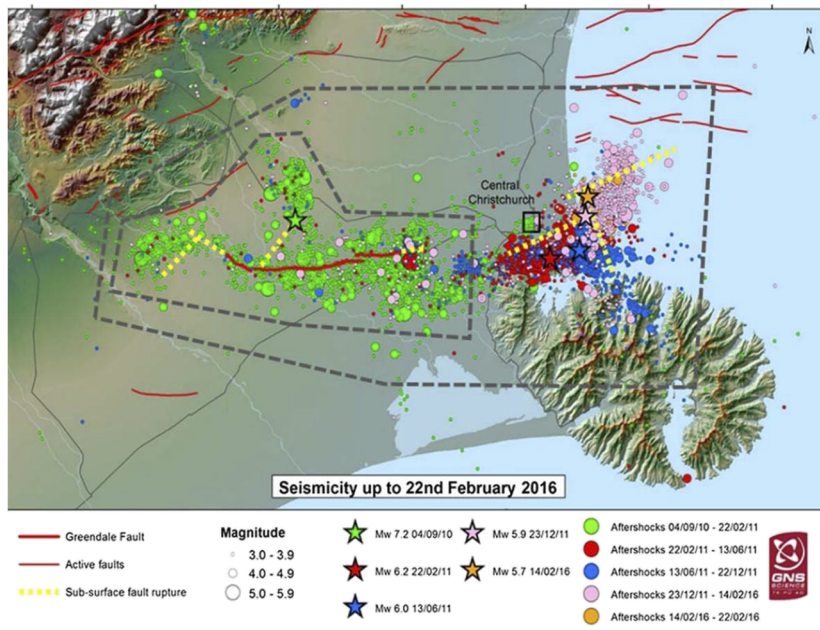 N
Central
Christchurch
Seismicity up to 22nd February 2016
Greendale Fault
Active faults
Sub-surface fault rupture
Magnitude
3.0 - 3.9
4.0 - 4.9
5.0 - 5.9
Mw 7.2 04/09/10
Mw 6.2 22/02/11
Mw 6.0 13/06/11
Mw 5.9 23/12/11
Mw 5.7 14/02/16
Aftershocks 04/09/10 - 22/02/11
Aftershocks 22/02/11 - 13/06/11
Aftershocks 13/06/11 - 22/12/11
Aftershocks 23/12/11 - 14/02/16
Aftershocks 14/02/16 - 22/02/16
GNS
SCIENCE
TE PŪ AO